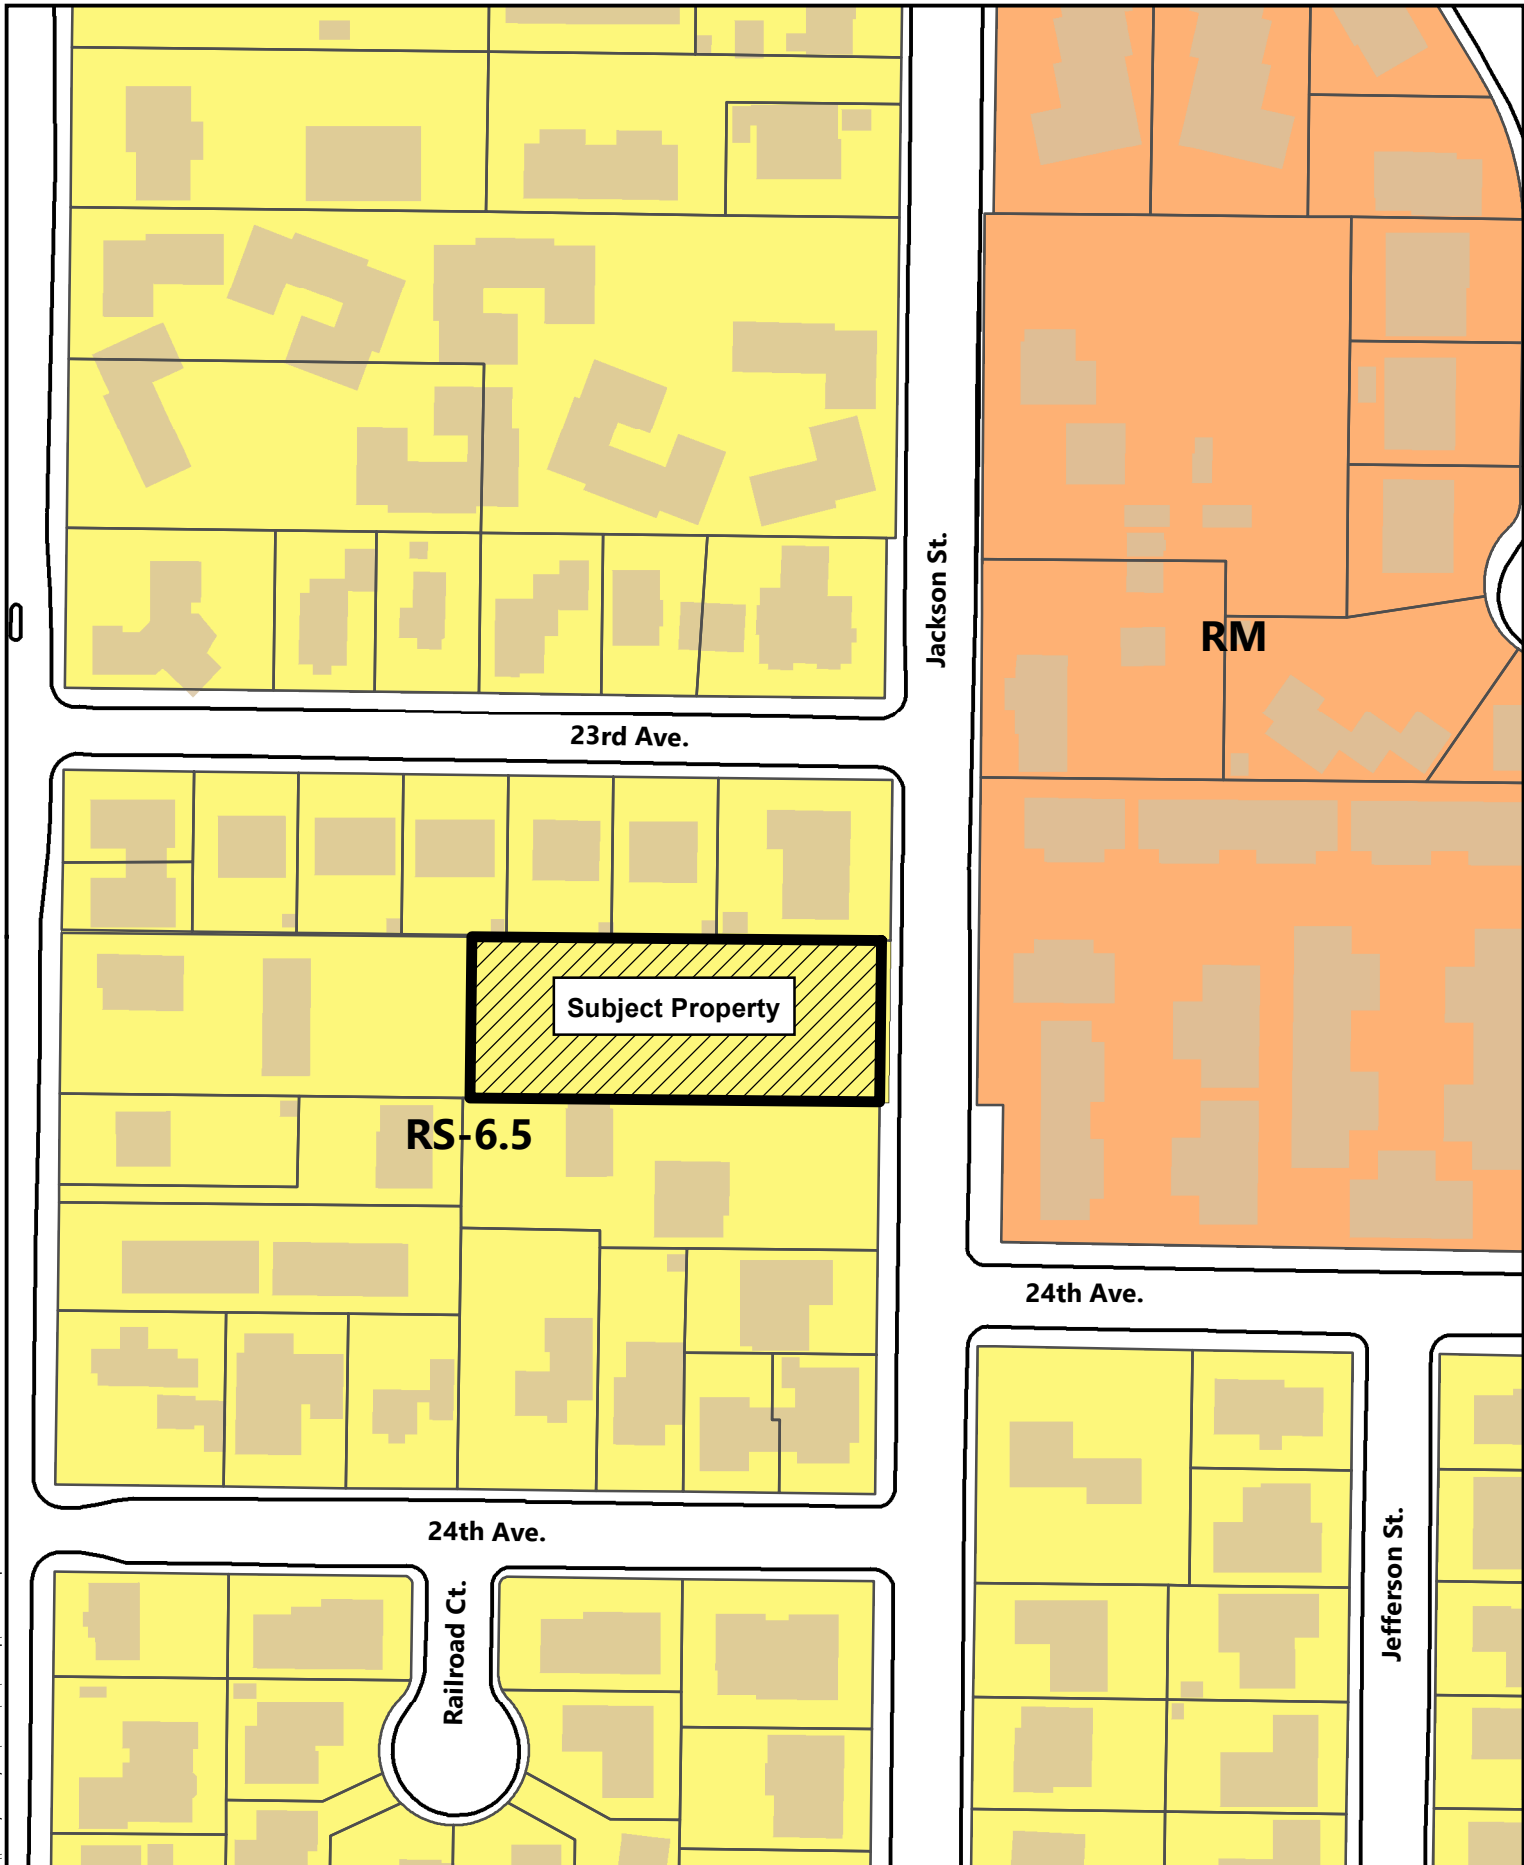 Jackson St.
RM
23rd Ave.
Subject Property
RS-6.5
24th Ave.
24th Ave.
Railroad Ct.
Jefferson St.